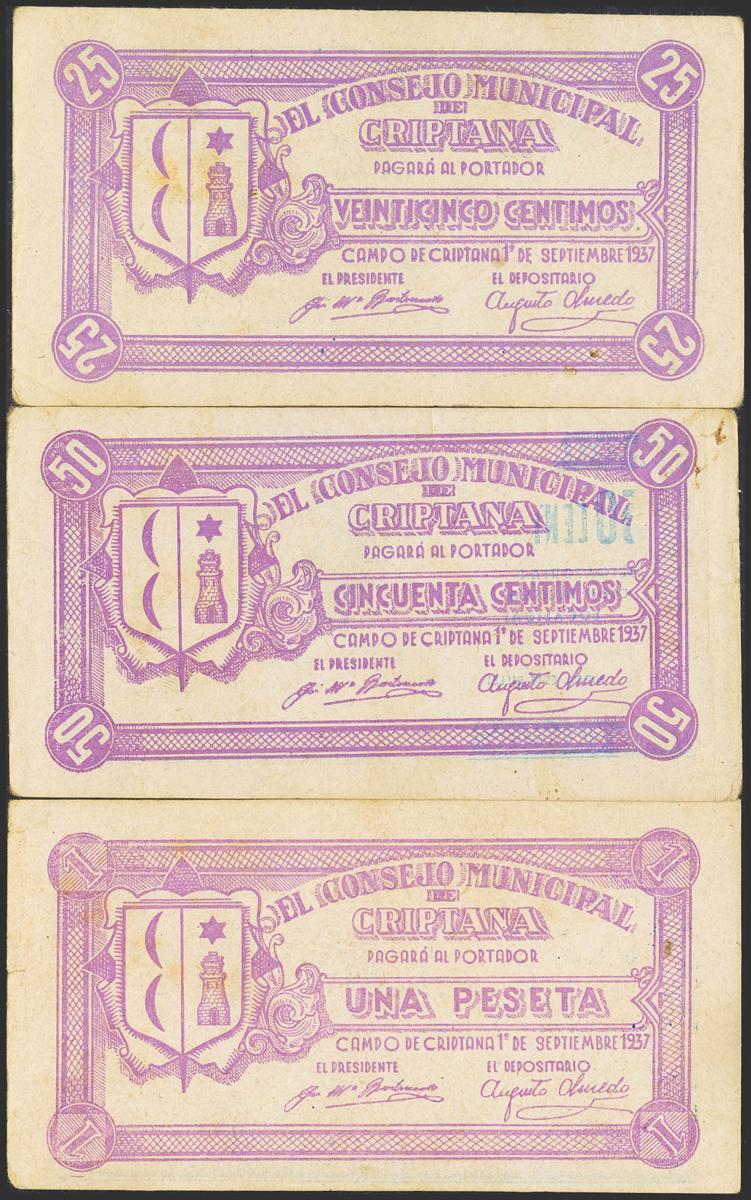 25 25
EL CONSEJO MUNICIPAL
DE
CRIPTANA
PAGARÁ AL PORTADOR
VEINTICINCO CENTIMOS
CAMPO DE CRIPTANA 1º DE SEPTIEMBRE 1937
EL PRESIDENTE EL DEPOSITARIO
Augusto Olmedo
25 25
50 50
EL CONSEJO MUNICIPAL
DE
CRIPTANA
PAGARÁ AL PORTADOR
CINCUENTA CENTIMOS
CAMPO DE CRIPTANA 1º DE SEPTIEMBRE 1937
EL PRESIDENTE EL DEPOSITARIO
Augusto Olmedo
50 50
1 1
EL CONSEJO MUNICIPAL
DE
CRIPTANA
PAGARÁ AL PORTADOR
UNA PESETA
CAMPO DE CRIPTANA 1º DE SEPTIEMBRE 1937
EL PRESIDENTE EL DEPOSITARIO
Augusto Olmedo
1 1